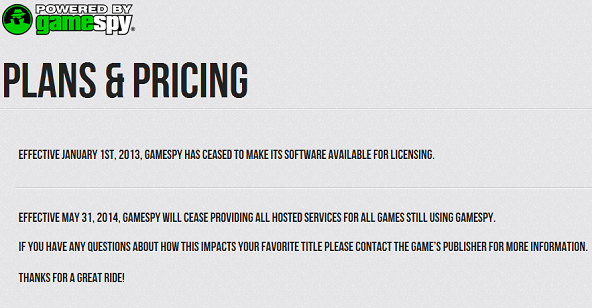 POWERED BY
gamespy
PLANS & PRICING
EFFECTIVE JANUARY 1ST, 2013, GAMESPY HAS CEASED TO MAKE ITS SOFTWARE AVAILABLE FOR LICENSING.
EFFECTIVE MAY 31, 2014, GAMESPY WILL CEASE PROVIDING ALL HOSTED SERVICES FOR ALL GAMES STILL USING GAMESPY.
IF YOU HAVE ANY QUESTIONS ABOUT HOW THIS IMPACTS YOUR FAVORITE TITLE PLEASE CONTACT THE GAME'S PUBLISHER FOR MORE INFORMATION.
THANKS FOR A GREAT RIDE!